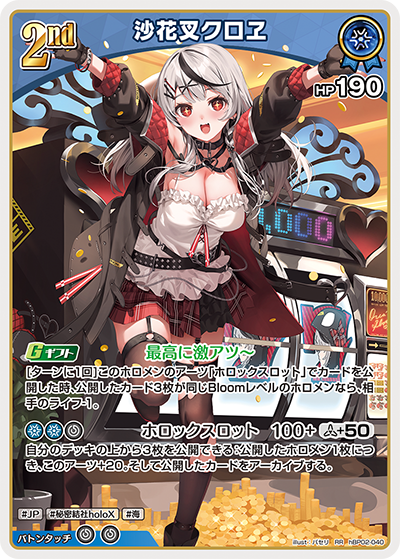 2nd
沙花叉クロヱ
HP 190
1,000
10,000
Gギフト 最高に激アツ～
[ターンに1回]このホロメンのアーツ「ホロックスロット」でカードを公
開した時、公開したカード3枚が同じBloomレベルのホロメンなら、相
手のライフ-1。
ホロックスロット 100+ +50
自分のデッキの上から3枚を公開できる：公開したホロメン1枚につ
き、このアーツ+20。そして公開したカードをアーカイブする。
#JP #秘密結社holoX #海
バトンタッチ
illust：パセリ RR hBP02-040